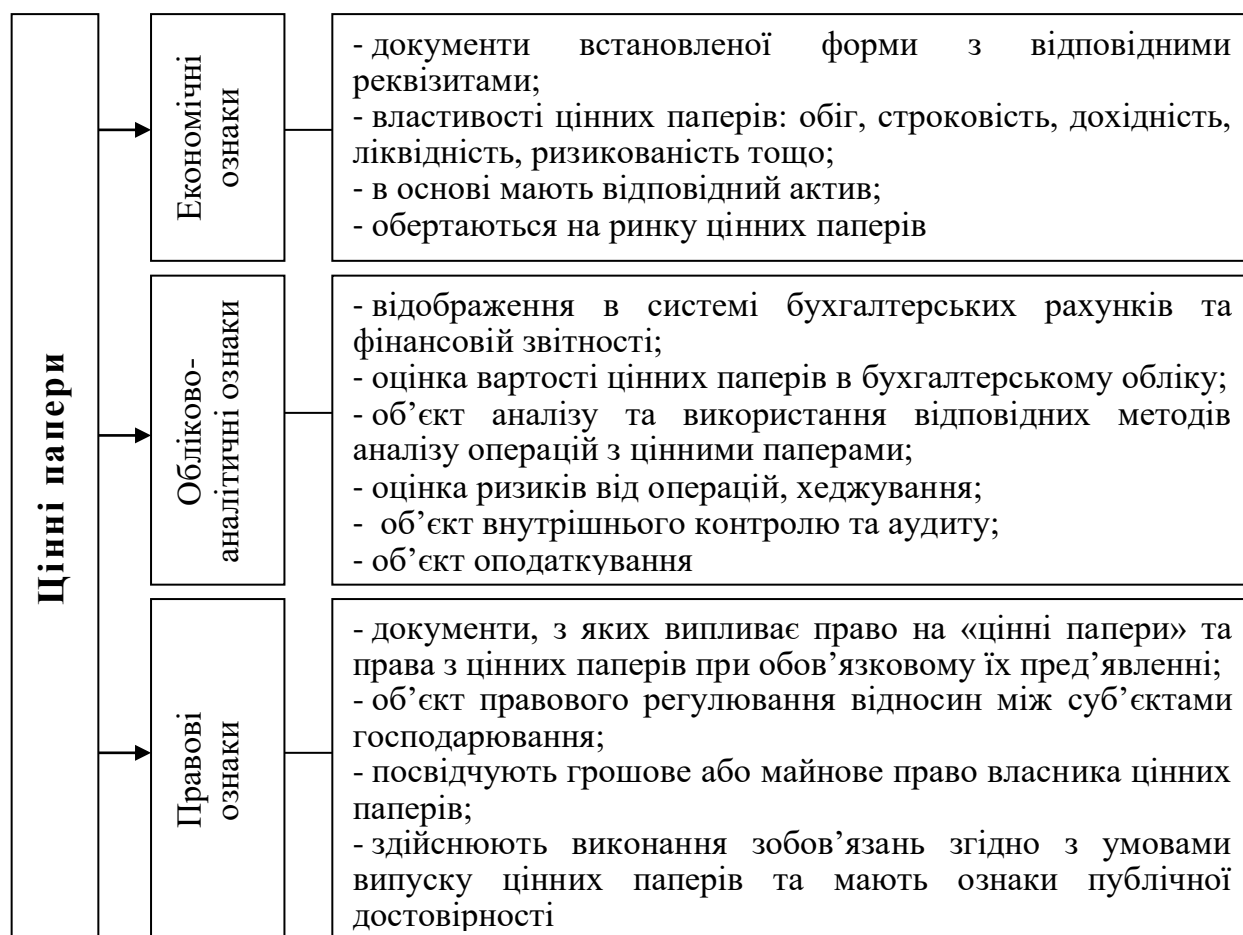 Цінні папери
Економічні
ознаки
- документи встановленої форми з відповідними
реквізитами;
- властивості цінних паперів: обіг, строковість, дохідність,
ліквідність, ризикованість тощо;
- в основі мають відповідний актив;
- обертаються на ринку цінних паперів
Обліково-
аналітичні ознаки
- відображення в системі бухгалтерських рахунків та
фінансовій звітності;
- оцінка вартості цінних паперів в бухгалтерському обліку;
- об’єкт аналізу та використання відповідних методів
аналізу операцій з цінними паперами;
- оцінка ризиків від операцій, хеджування;
- об’єкт внутрішнього контролю та аудиту;
- об’єкт оподаткування
Правові
ознаки
- документи, з яких випливає право на «цінні папери» та
права з цінних паперів при обов’язковому їх пред’явленні;
- об’єкт правового регулювання відносин між суб’єктами
господарювання;
- посвідчують грошове або майнове право власника цінних
паперів;
- здійснюють виконання зобов’язань згідно з умовами
випуску цінних паперів та мають ознаки публічної
достовірності